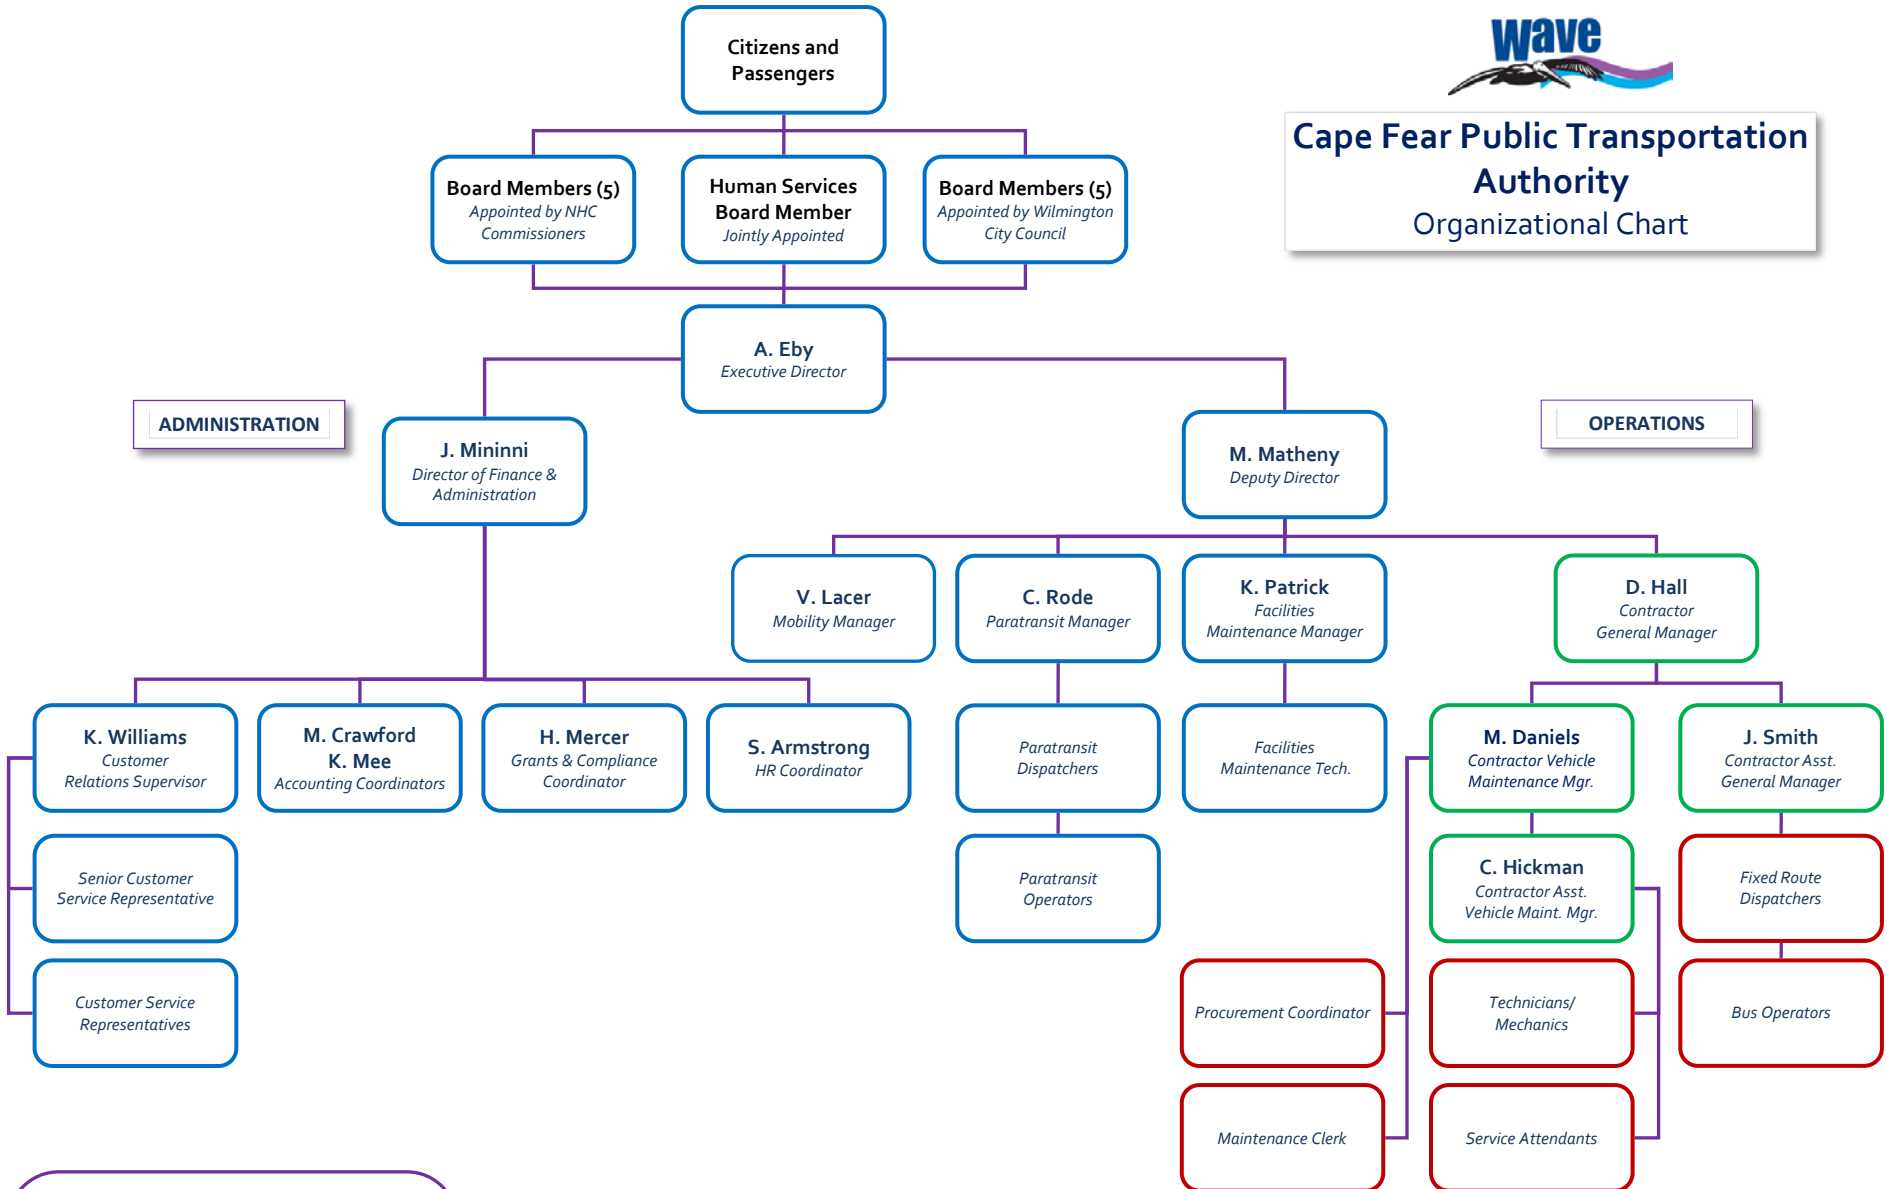 Citizens and
Passengers
wave
Cape Fear Public Transportation
Authority
Organizational Chart
Board Members (5)
Appointed by NHC
Commissioners
Human Services
Board Member
Jointly Appointed
Board Members (5)
Appointed by Wilmington
City Council
A. Eby
Executive Director
ADMINISTRATION
OPERATIONS
J. Mininni
Director of Finance &
Administration
M. Matheny
Deputy Director
V. Lacer
Mobility Manager
C. Rode
Paratransit Manager
K. Patrick
Facilities
Maintenance Manager
D. Hall
Contractor
General Manager
K. Williams
Customer
Relations Supervisor
M. Crawford
K. Mee
Accounting Coordinators
H. Mercer
Grants & Compliance
Coordinator
S. Armstrong
HR Coordinator
Paratransit
Dispatchers
Facilities
Maintenance Tech.
M. Daniels
Contractor Vehicle
Maintenance Mgr.
J. Smith
Contractor Asst.
General Manager
Senior Customer
Service Representative
Paratransit
Operators
C. Hickman
Contractor Asst.
Vehicle Maint. Mgr.
Fixed Route
Dispatchers
Customer Service
Representatives
Procurement Coordinator
Technicians/
Mechanics
Bus Operators
Maintenance Clerk
Service Attendants